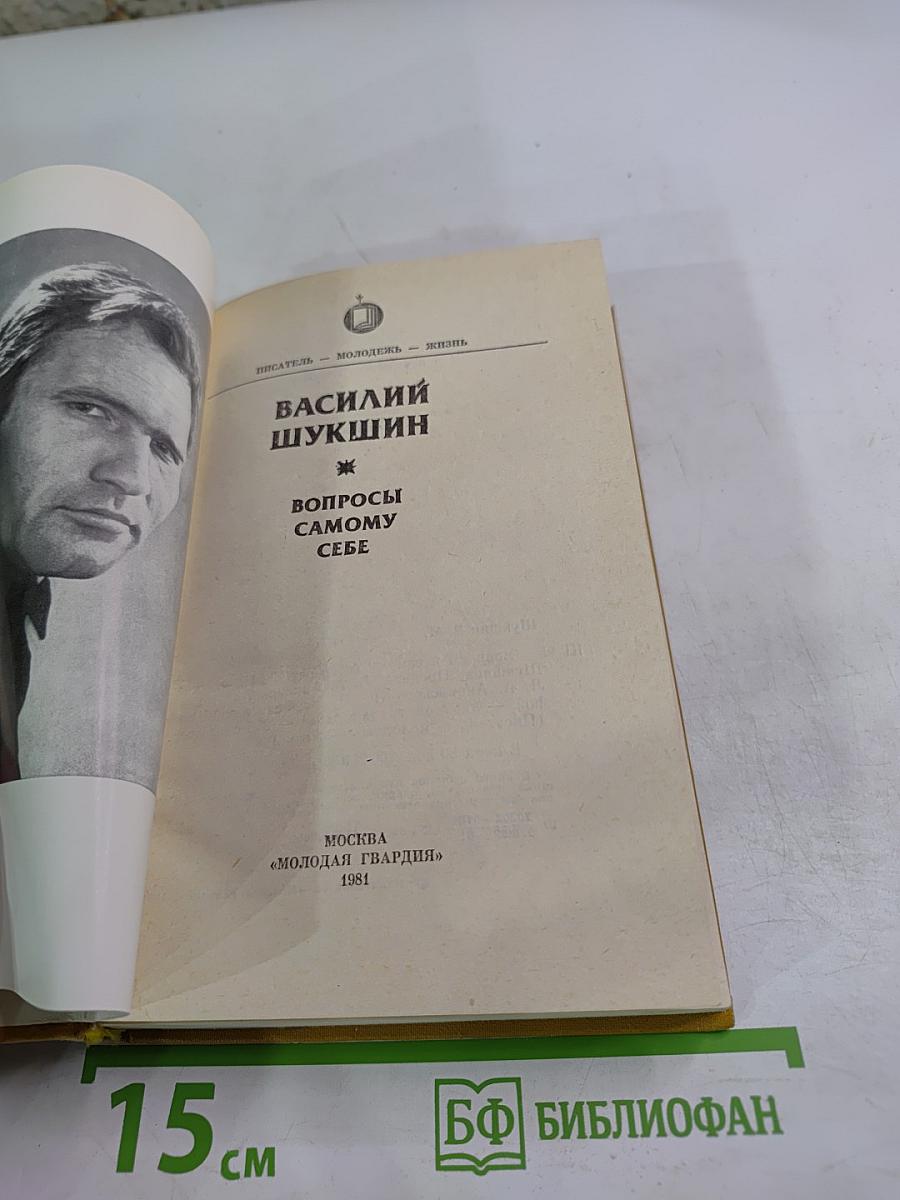 ПИСАТЕЛЬ — МОЛОДЕЖЬ — ЖИЗНЬ
ВАСИЛИЙ
ШУКШИН
ВОПРОСЫ
САМОМУ
СЕБЕ
МОСКВА
«МОЛОДАЯ ГВАРДИЯ»
1981
15 см
БФ БИБЛИОФАН